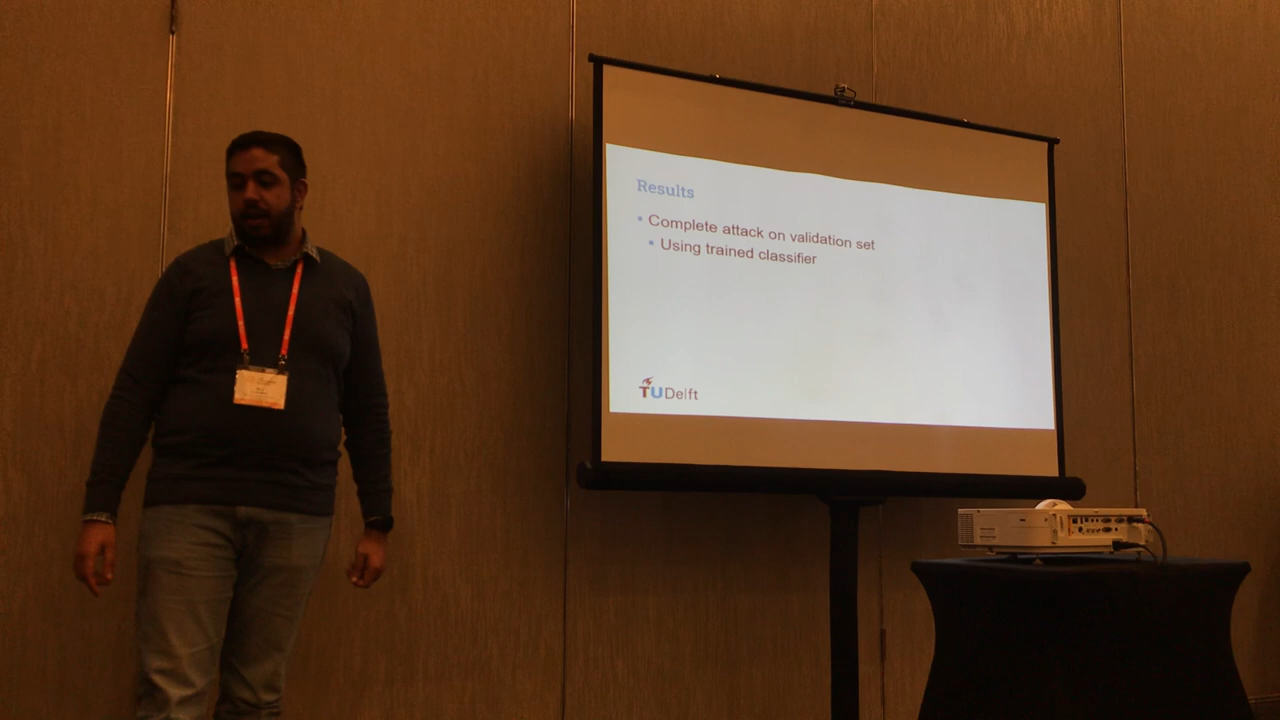 Results
• Complete attack on validation set
• Using trained classifier
TUDelft